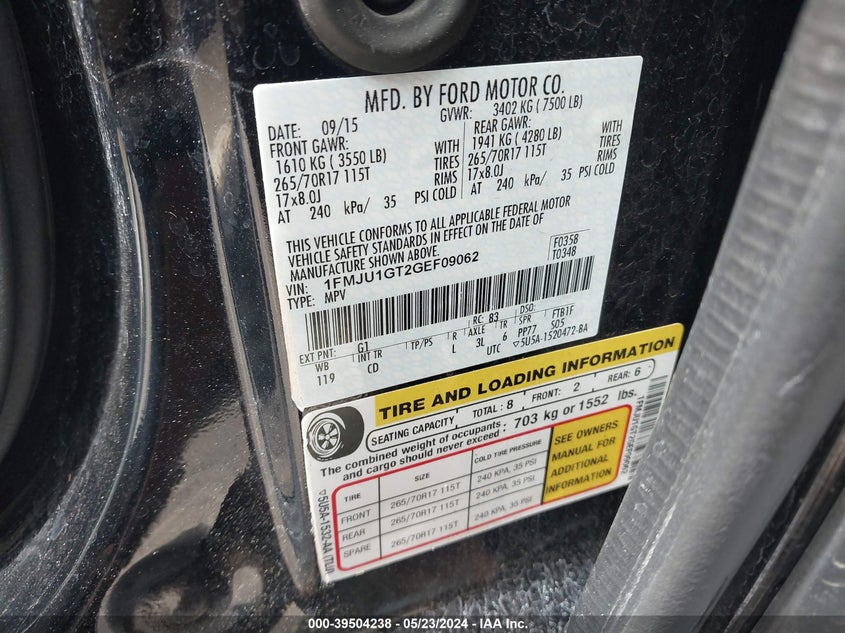 MFD. BY FORD MOTOR CO.
DATE: 09/15 GVWR: 3402 KG ( 7500 LB)
FRONT GAWR: REAR GAWR:
1610 KG ( 3550 LB) WITH 1941 KG ( 4280 LB) WITH
265/70R17 115T TIRES 265/70R17 115T TIRES
17x8.0J RIMS 17x8.0J RIMS
AT 240 kPa/ 35 PSI COLD AT 240 kPa/ 35 PSI COLD
THIS VEHICLE CONFORMS TO ALL APPLICABLE FEDERAL MOTOR
VEHICLE SAFETY STANDARDS IN EFFECT ON THE DATE OF
MANUFACTURE SHOWN ABOVE.
F0358
T0348
VIN: 1FMJU1GT2GEF09062
TYPE: MPV
EXT PNT: G1 RC: B3 DSO:
WB INT TR TP/PS R AXLE TR SPR FTB1F
119 CD L 3L 6 PP77 SO5
UTC ▽5U5A-1520472-BA
TIRE AND LOADING INFORMATION
SEATING CAPACITY TOTAL: 8 FRONT: 2 REAR: 6
The combined weight of occupants
and cargo should never exceed : 703 kg or 1552 lbs.
TIRE SIZE COLD TIRE PRESSURE
FRONT 265/70R17 115T 240 KPA, 35 PSI
REAR 265/70R17 115T 240 KPA, 35 PSI
SPARE 265/70R17 115T 240 KPA, 35 PSI
SEE OWNERS
MANUAL FOR
ADDITIONAL
INFORMATION
▽5U5A-1532-AA
000-39504238 - 05/23/2024 - IAA Inc.